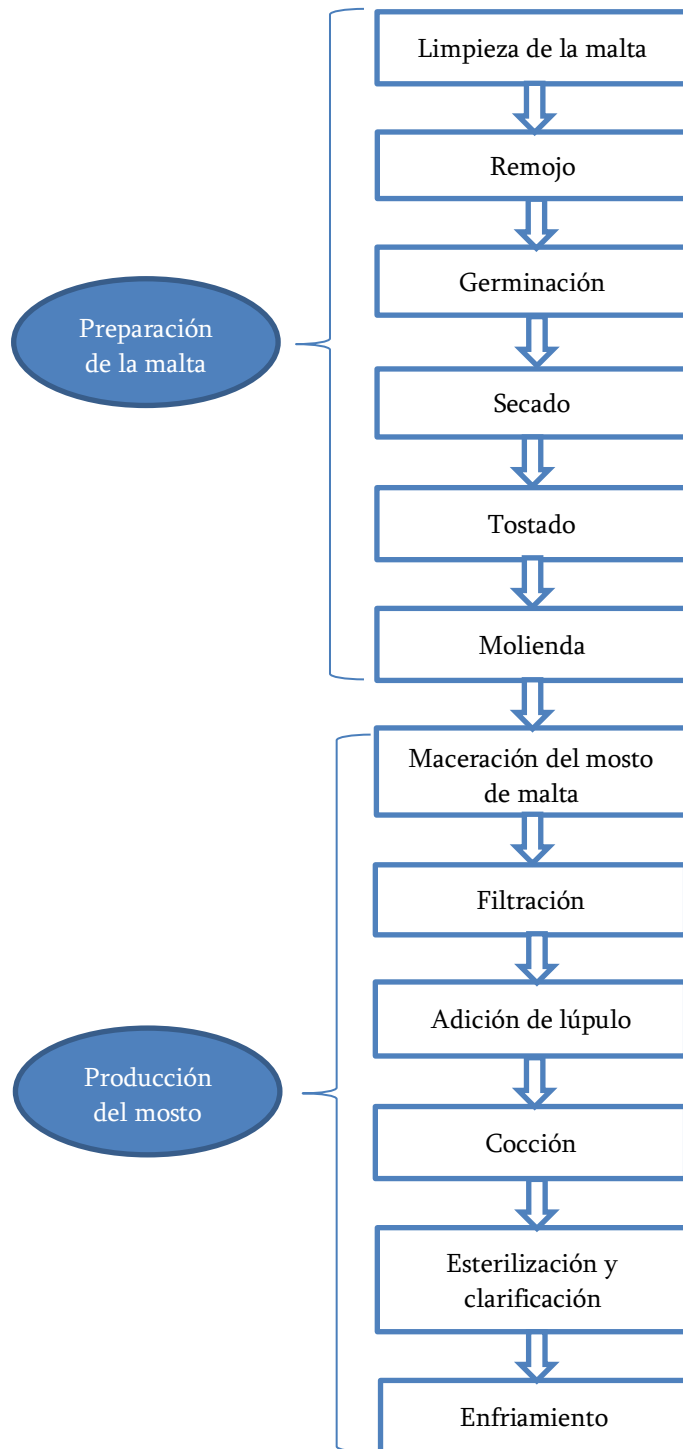 Limpieza de la malta
Remojo
Germinación
Preparación
de la malta
Secado
Tostado
Molienda
Maceración del mosto
de malta
Filtración
Adición de lúpulo
Producción
del mosto
Cocción
Esterilización y
clarificación
Enfriamiento